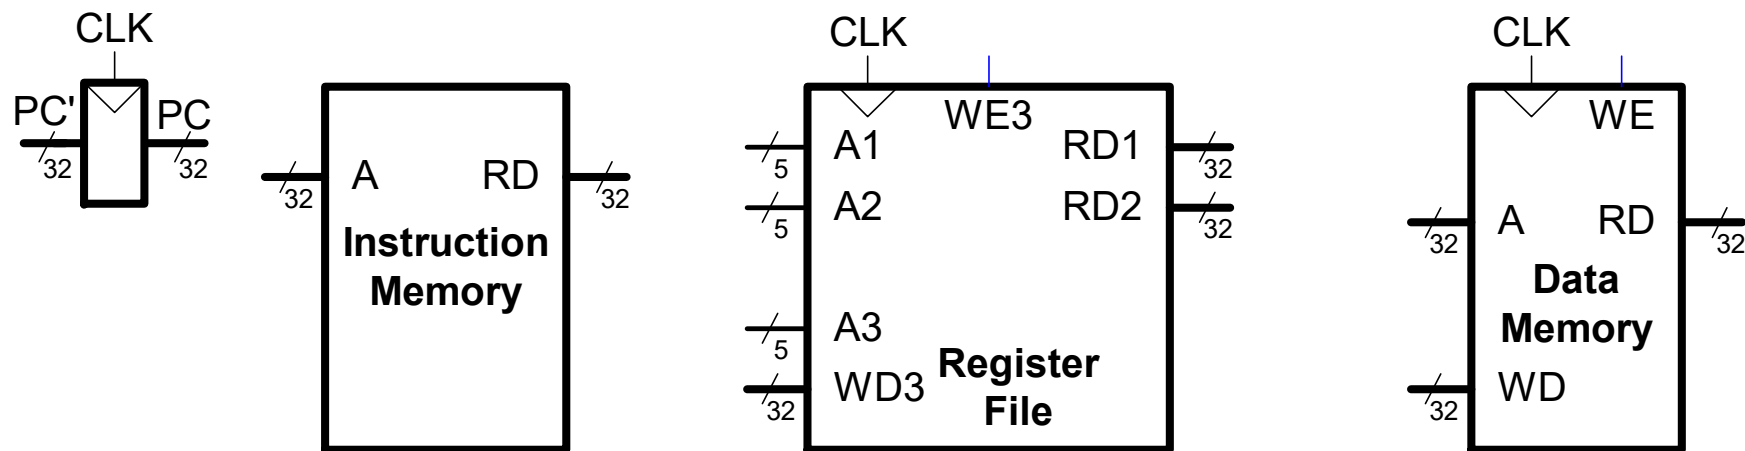 CLK
PC'
PC
32
32
A
RD
32
32
Instruction
Memory
CLK
WE3
A1
RD1
5
32
A2
RD2
5
32
A3
5
WD3
32
Register
File
CLK
WE
A
RD
32
32
Data
Memory
WD
32